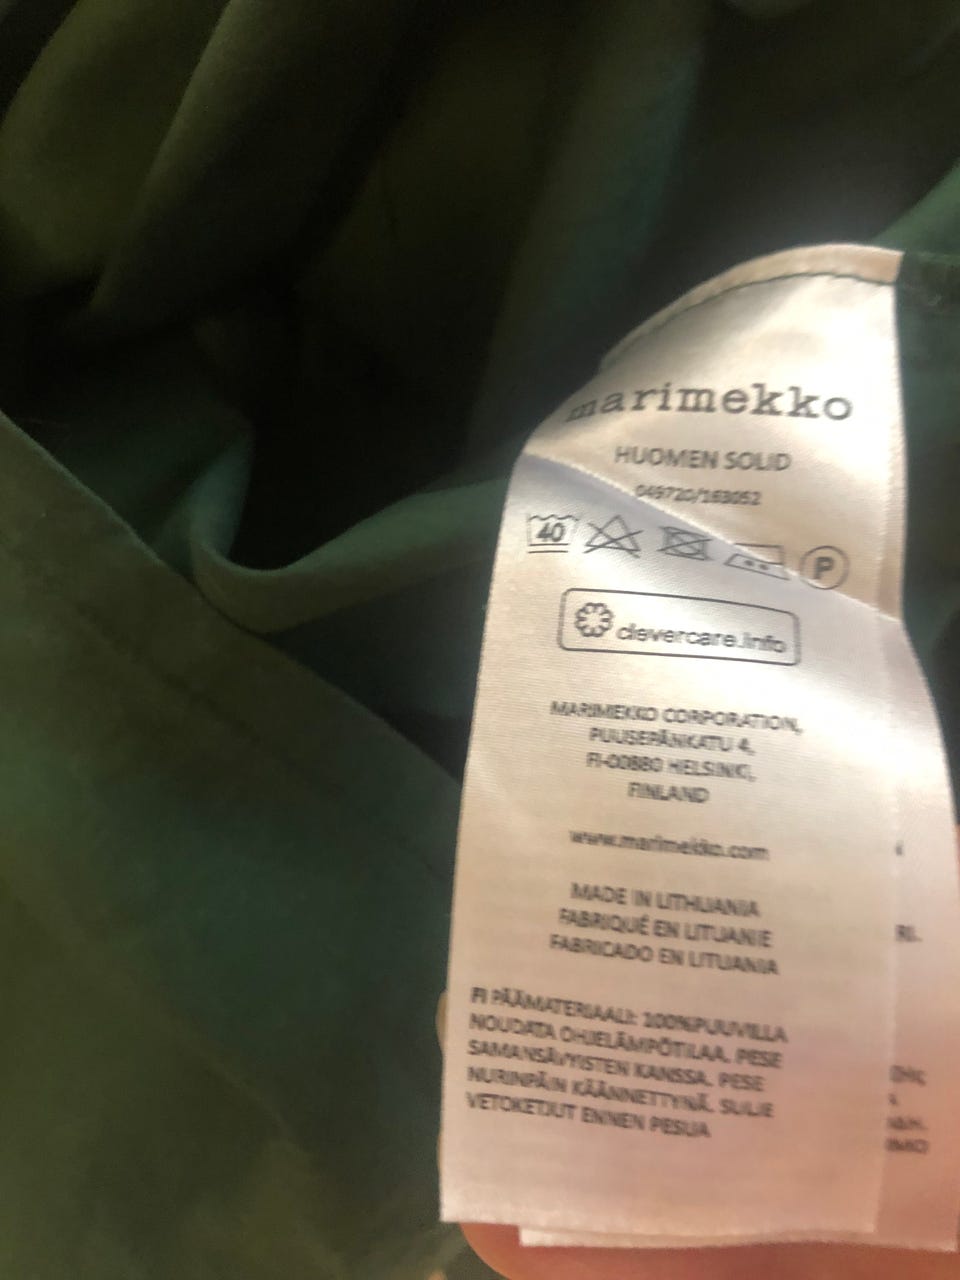 marimekko
HUOMEN SOLID
049720/163052
40
P
clevercare.info
MARIMEKKO CORPORATION,
PUUSEPÄNKATU 4,
FI-00880 HELSINKI,
FINLAND
www.marimekko.com
MADE IN LITHUANIA
FABRIQUÉ EN LITUANIE
FABRICADO EN LITUANIA
FI PÄÄMATERIAALI: 100%PUUVILLA
NOUDATA OHJELÄMPÖTILAA. PESE
SAMANSÄVYISTEN KANSSA. PESE
NURINPÄIN KÄÄNNETTYNÄ. SULJE
VETOKETJUT ENNEN PESUA